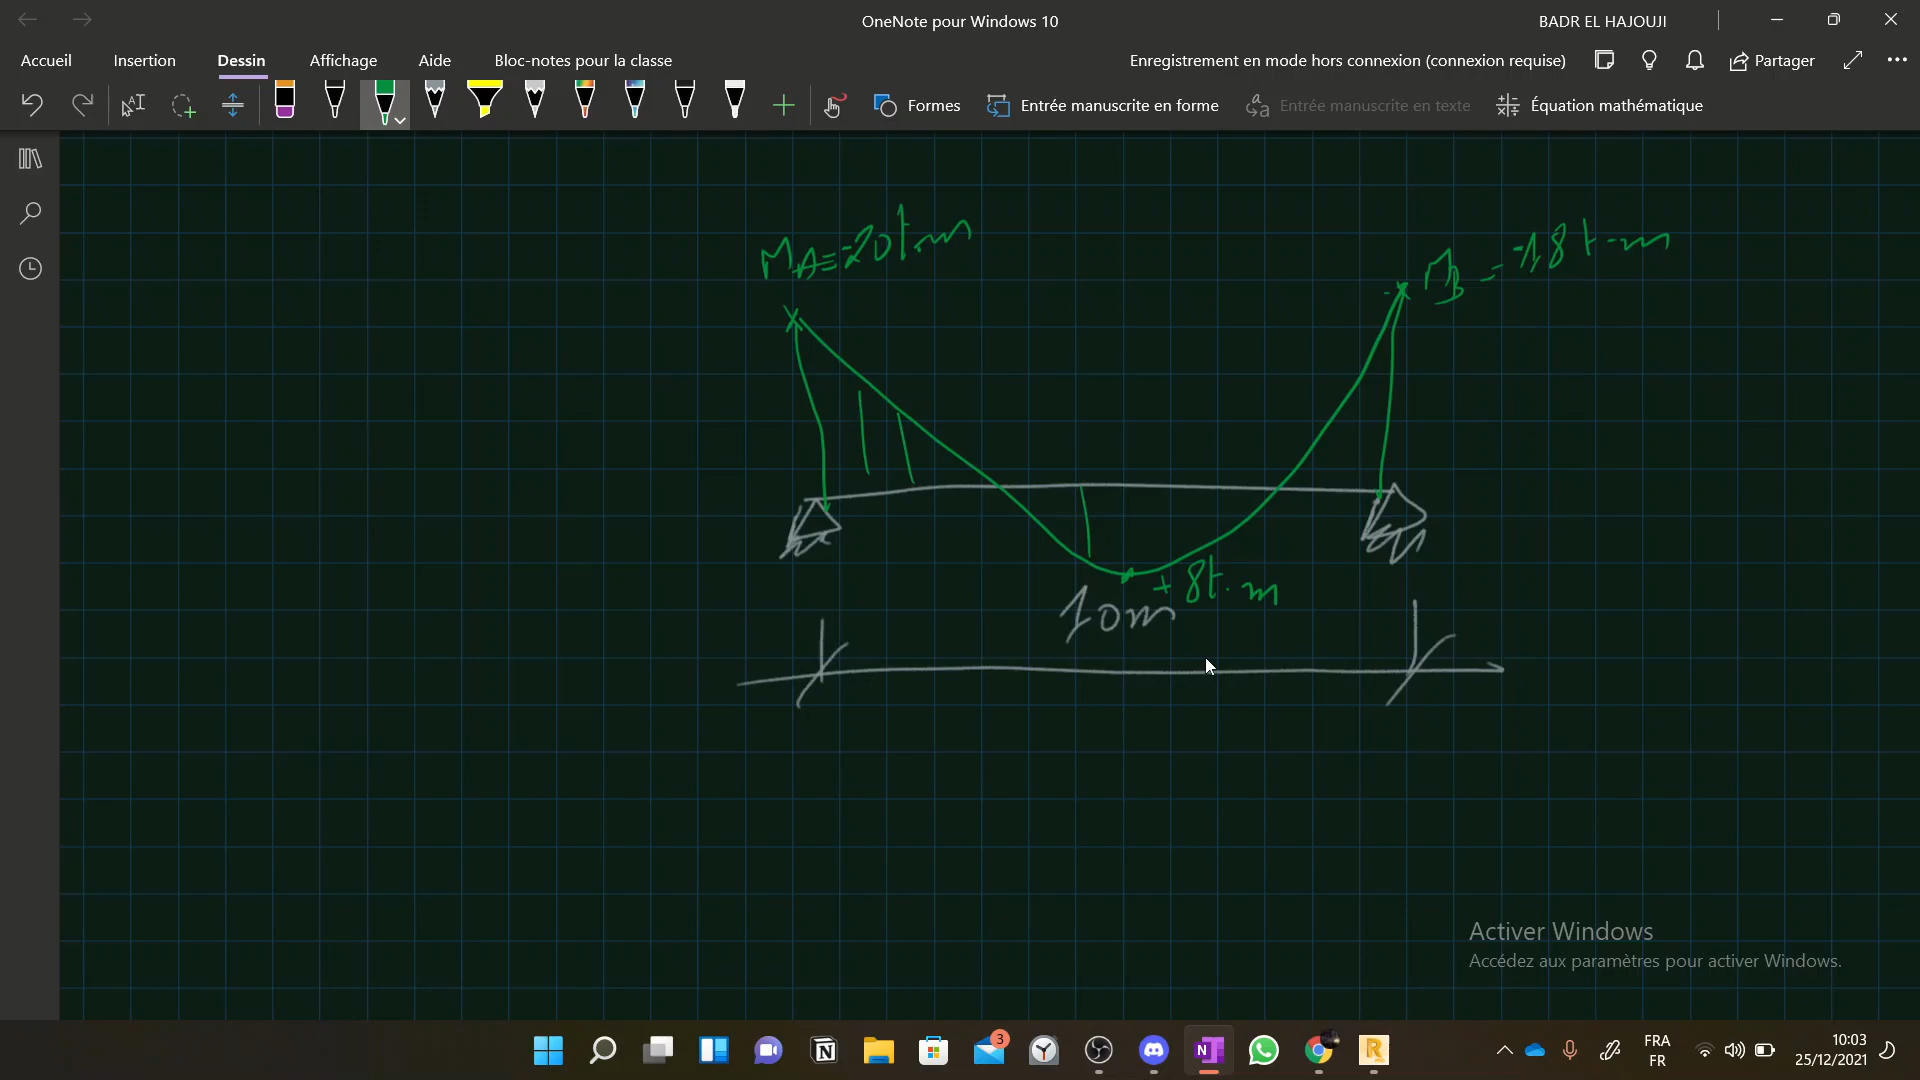 OneNote pour Windows 10
BADR EL HAJOUJI
Accueil Insertion Dessin Affichage Aide Bloc-notes pour la classe
Enregistrement en mode hors connexion (connexion requise)
Partager
Formes Entrée manuscrite en forme Entrée manuscrite en texte Équation mathématique
MA = -20t.m
MB = -18t.m
+8t.m
10m
Activer Windows
Accédez aux paramètres pour activer Windows.
3
FRA
FR
10:03
25/12/2021